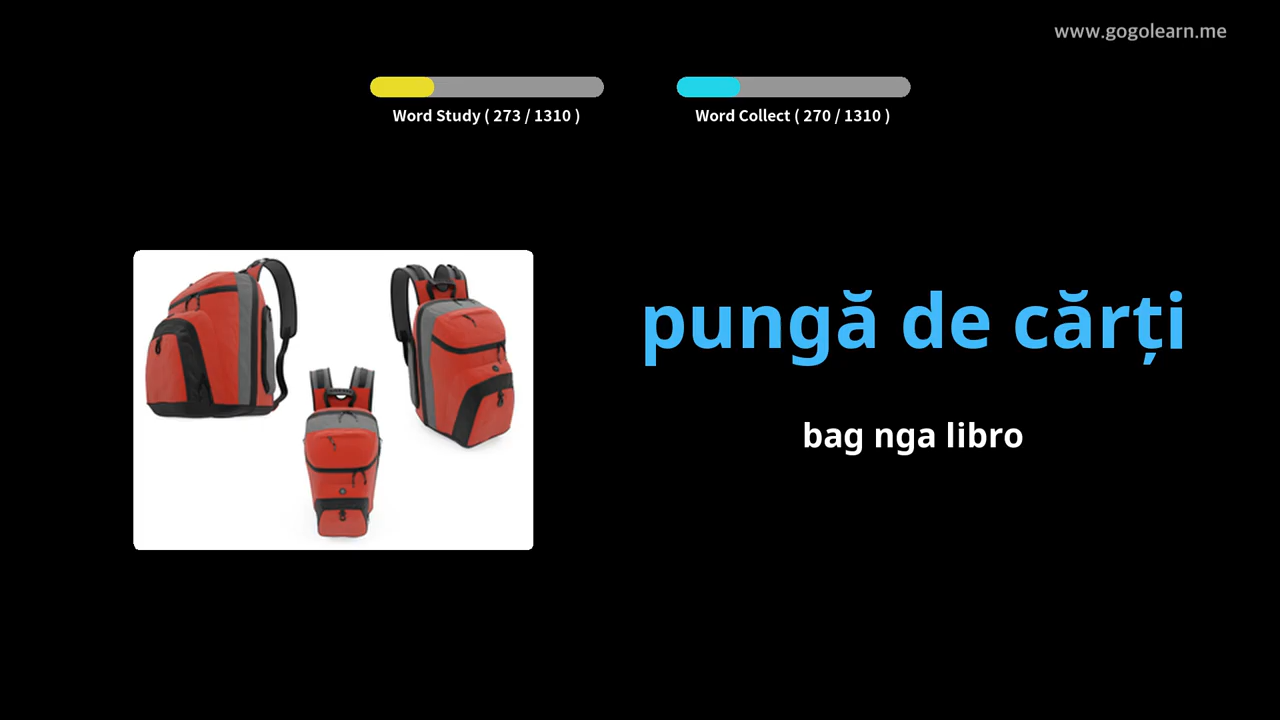 www.gogolearn.me
Word Study ( 273 / 1310 )
Word Collect ( 270 / 1310 )
pungă de cărți
bag nga libro